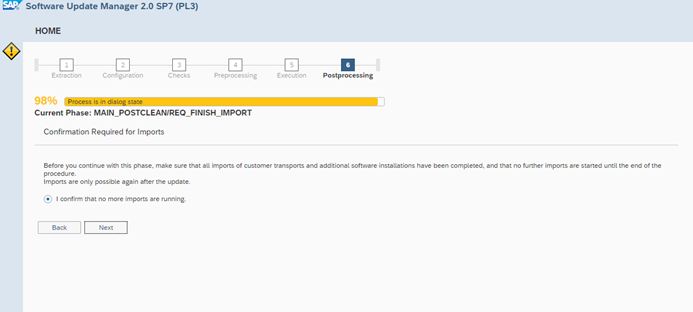 SAP
Software Update Manager 2.0 SP7 (PL3)
HOME
1
2
3
4
5
6
Extraction
Configuration
Checks
Preprocessing
Execution
Postprocessing
98%
Process is in dialog state
Current Phase: MAIN_POSTCLEAN/REQ_FINISH_IMPORT
Confirmation Required for Imports
Before you continue with this phase, make sure that all imports of customer transports and additional software installations have been completed, and that no further imports are started until the end of the
procedure.
Imports are only possible again after the update.
I confirm that no more imports are running.
Back
Next